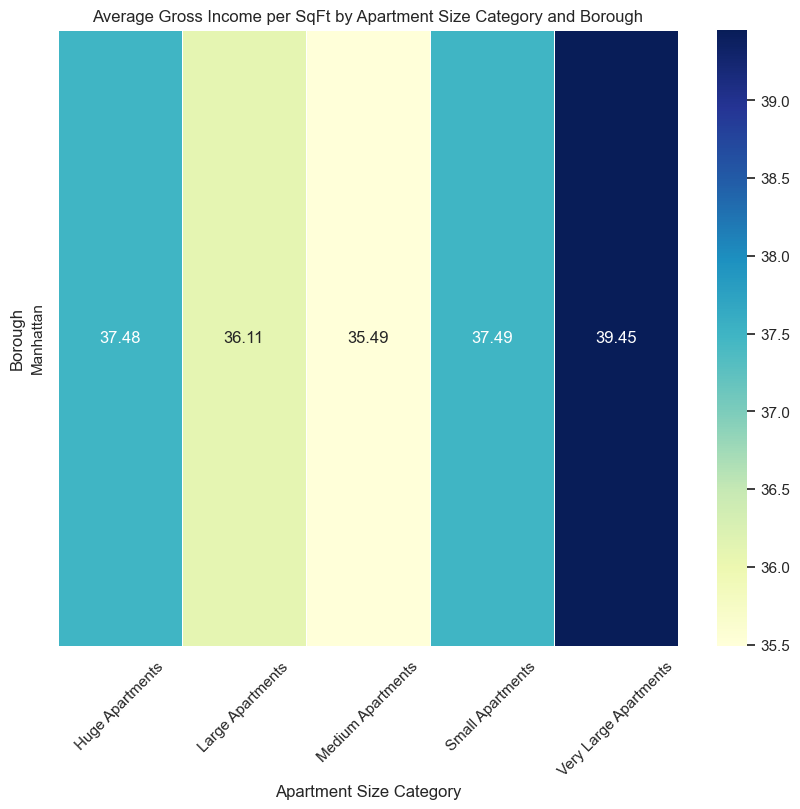 Average Gross Income per SqFt by Apartment Size Category and Borough
Borough
Manhattan
37.48
36.11
35.49
37.49
39.45
39.0
38.5
38.0
37.5
37.0
36.5
36.0
35.5
Huge Apartments
Large Apartments
Medium Apartments
Small Apartments
Very Large Apartments
Apartment Size Category